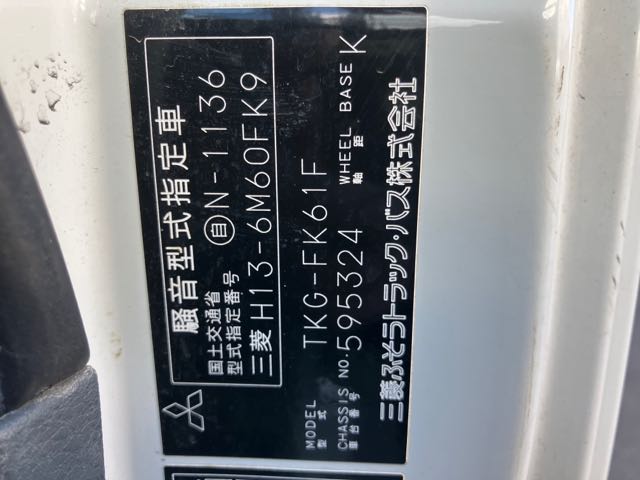 騒音型式指定車
国土交通省
型式指定番号 自 N-1136
三菱 H13-6M60FK9
MODEL
型式 TKG-FK61F
CHASSIS NO. 595324 WHEEL BASE K
車台番号 軸距
三菱ふそうトラック・バス株式会社